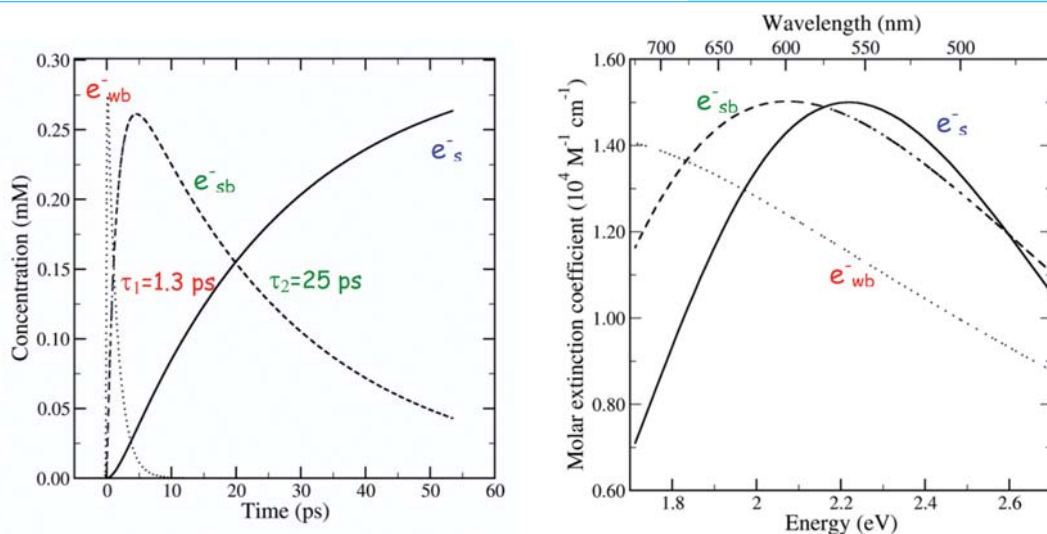 0.30
0.25
0.20
0.15
0.10
0.05
0.00
Concentration (mM)
e⁻wb
e⁻sb
e⁻s
τ₁=1.3 ps
τ₂=25 ps
0 10 20 30 40 50 60
Time (ps)
Wavelength (nm)
700 650 600 550 500
1.60
1.40
1.20
1.00
0.80
0.60
Molar extinction coefficient (10⁴ M⁻¹ cm⁻¹)
e⁻sb
e⁻s
e⁻wb
1.8 2 2.2 2.4 2.6
Energy (eV)